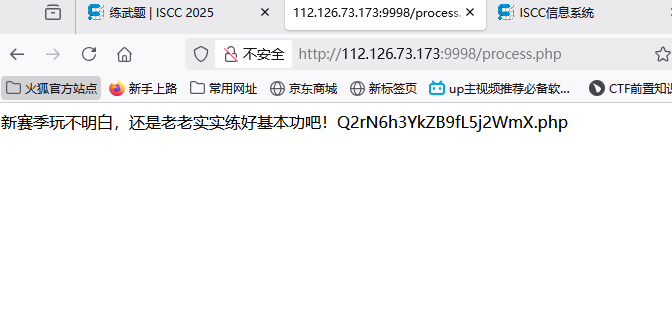 练武题 | ISCC 2025
112.126.73.173:9998/process.
ISCC信息系统
不安全
http://112.126.73.173:9998/process.php
火狐官方站点
新手上路
常用网址
京东商城
新标签页
up主视频推荐必备软...
CTF前置知识
新赛季玩不明白，还是老老实实练好基本功吧！Q2rN6h3YkZB9fL5j2WmX.php